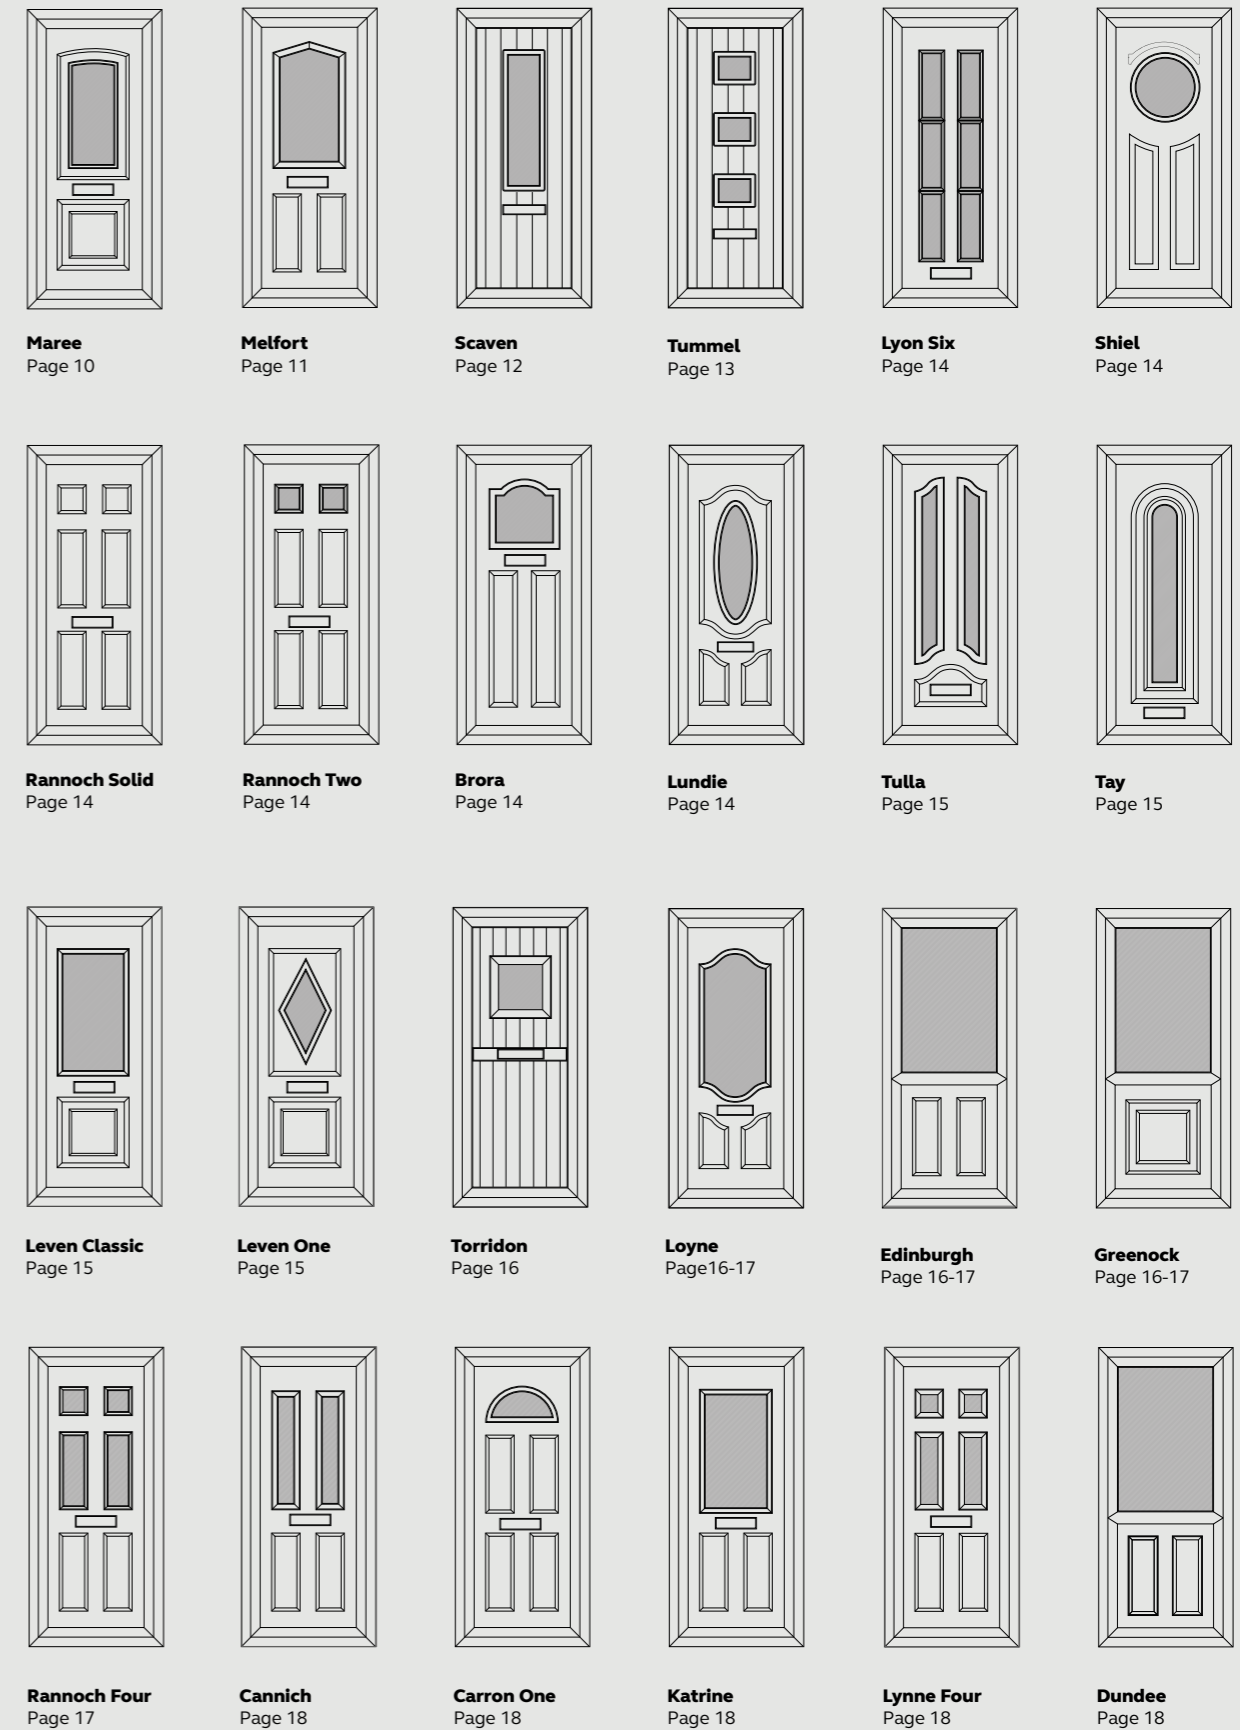 Maree
Page 10
Melfort
Page 11
Scaven
Page 12
Tummel
Page 13
Lyon Six
Page 14
Shiel
Page 14
Rannoch Solid
Page 14
Rannoch Two
Page 14
Brora
Page 14
Lundie
Page 14
Tulla
Page 15
Tay
Page 15
Leven Classic
Page 15
Leven One
Page 15
Torridon
Page 16
Loyne
Page16-17
Edinburgh
Page 16-17
Greenock
Page 16-17
Rannoch Four
Page 17
Cannich
Page 18
Carron One
Page 18
Katrine
Page 18
Lynne Four
Page 18
Dundee
Page 18